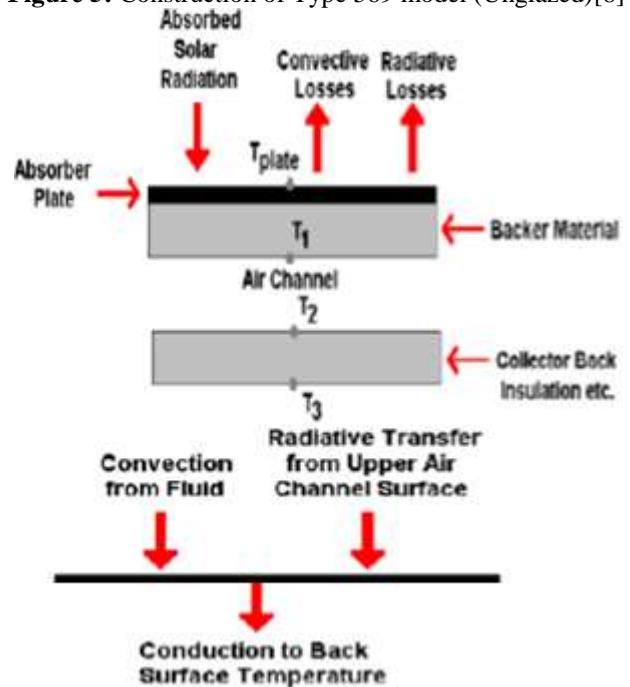 Figure 3. Construction of Type 569 model (Unglazed)[6]
Absorbed
Solar
Radiation
Convective
Losses
Radiative
Losses
Tplate
Absorber
Plate
T1
Backer Material
Air Channel
T2
Collector Back
Insulation etc.
T3
Convection
from Fluid
Radiative Transfer
from Upper Air
Channel Surface
Conduction to Back
Surface Temperature